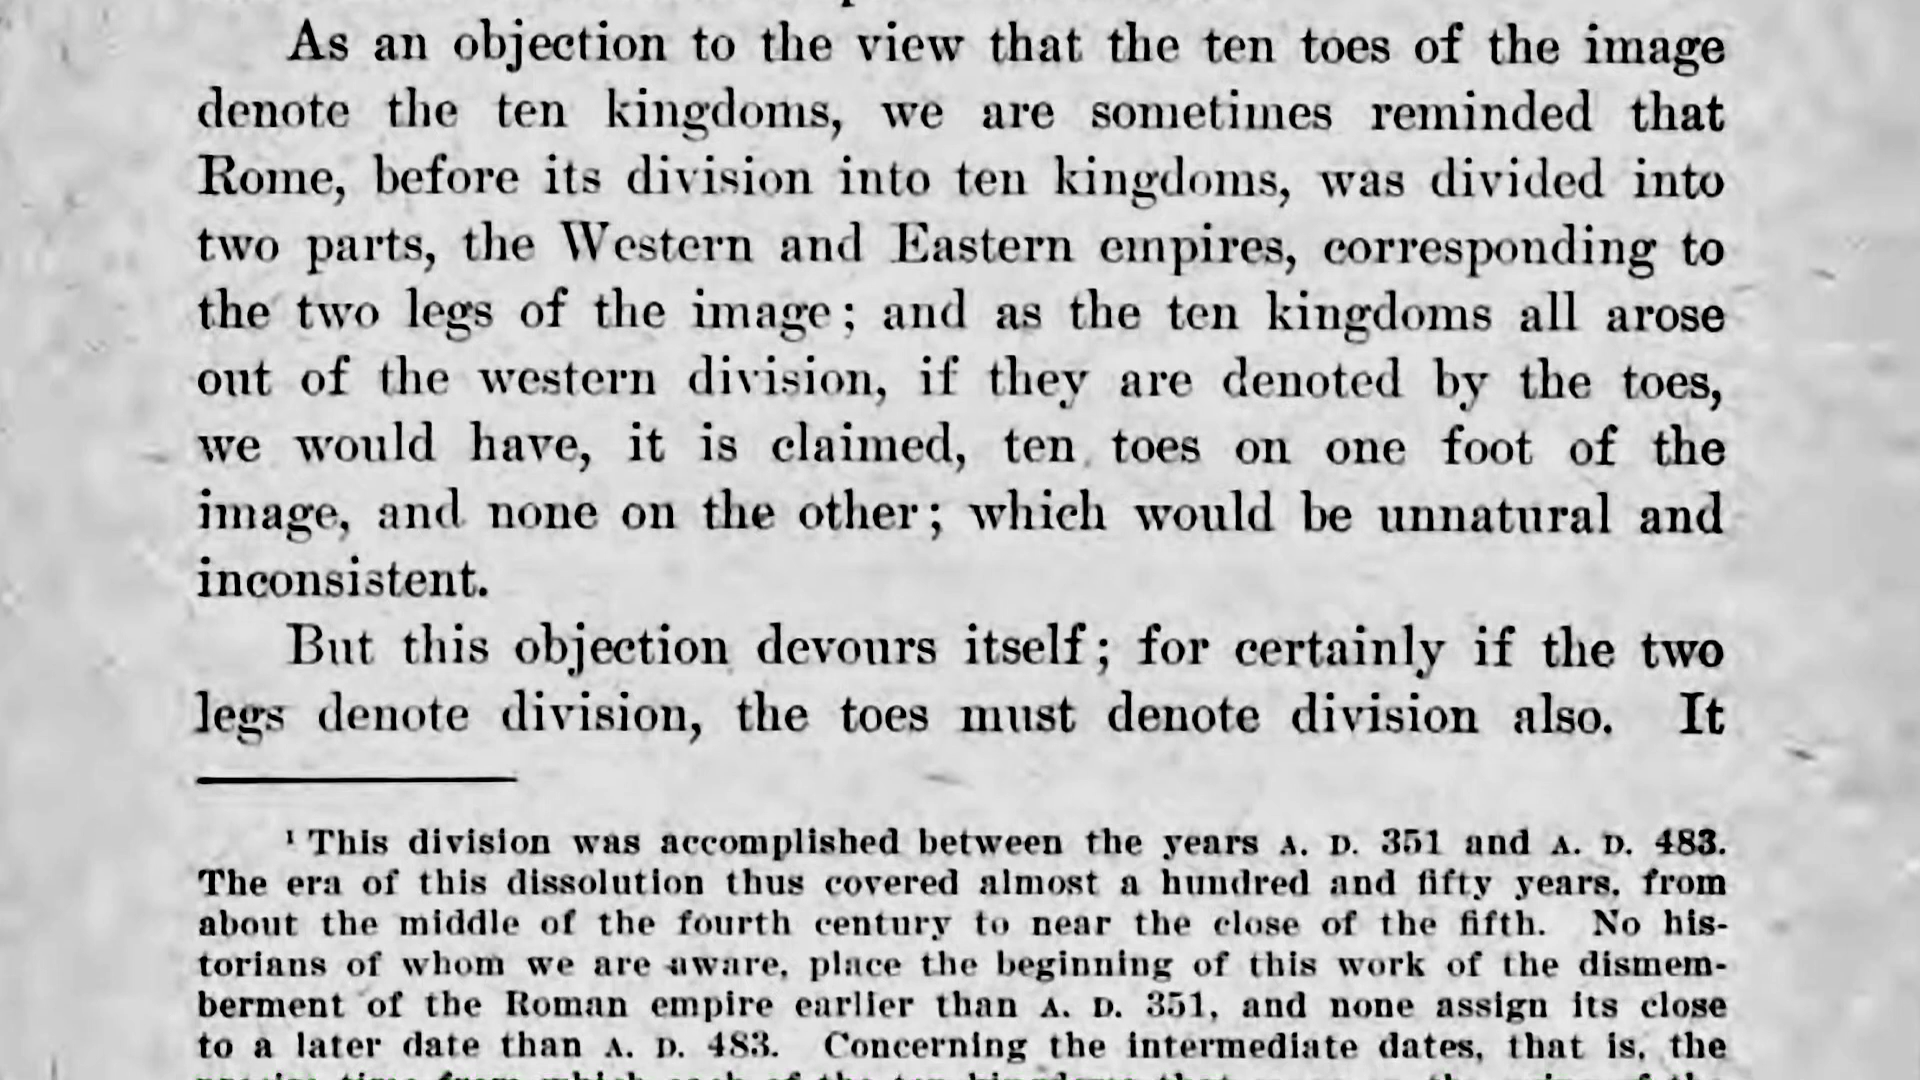 As an objection to the view that the ten toes of the image
denote the ten kingdoms, we are sometimes reminded that
Rome, before its division into ten kingdoms, was divided into
two parts, the Western and Eastern empires, corresponding to
the two legs of the image; and as the ten kingdoms all arose
out of the western division, if they are denoted by the toes,
we would have, it is claimed, ten toes on one foot of the
image, and none on the other; which would be unnatural and
inconsistent.
But this objection devours itself; for certainly if the two
legs denote division, the toes must denote division also. It
¹ This division was accomplished between the years A. D. 351 and A. D. 483.
The era of this dissolution thus covered almost a hundred and fifty years, from
about the middle of the fourth century to near the close of the fifth. No his-
torians of whom we are aware, place the beginning of this work of the dismem-
berment of the Roman empire earlier than A. D. 351, and none assign its close
to a later date than A. D. 483. Concerning the intermediate dates, that is, the